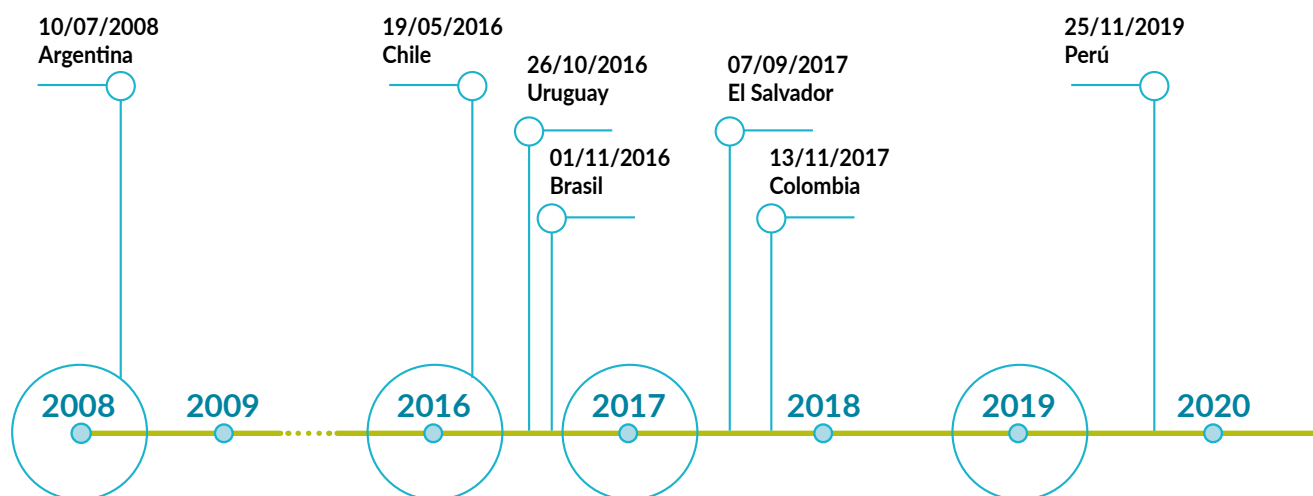 10/07/2008
Argentina
19/05/2016
Chile
26/10/2016
Uruguay
01/11/2016
Brasil
07/09/2017
El Salvador
13/11/2017
Colombia
25/11/2019
Perú
2008
2009
2016
2017
2018
2019
2020